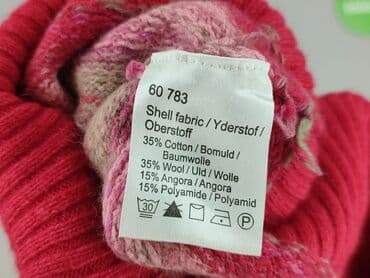 60 783
Shell fabric / Yderstof /
Oberstoff
35% Cotton / Bomuld /
Baumwolle
35% Wool / Uld / Wolle
15% Angora / Angora
15% Polyamide / Polyamid
30 P